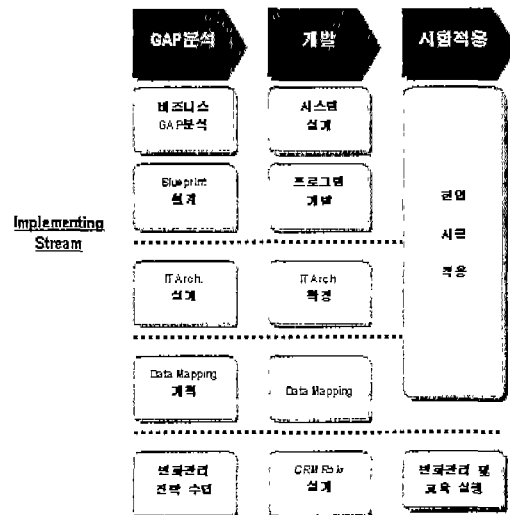 GAP분석
개발
시험적용
비즈니스
GAP분석
시스템
설계
Blueprint
설계
프로그램
개발
Implementing
Stream
현업
시험
적용
IT Arch.
설계
IT Arch
확정
Data Mapping
계획
Data Mapping
변화관리
전략 수립
CRM Role
설계
변화관리 및
교육 실행